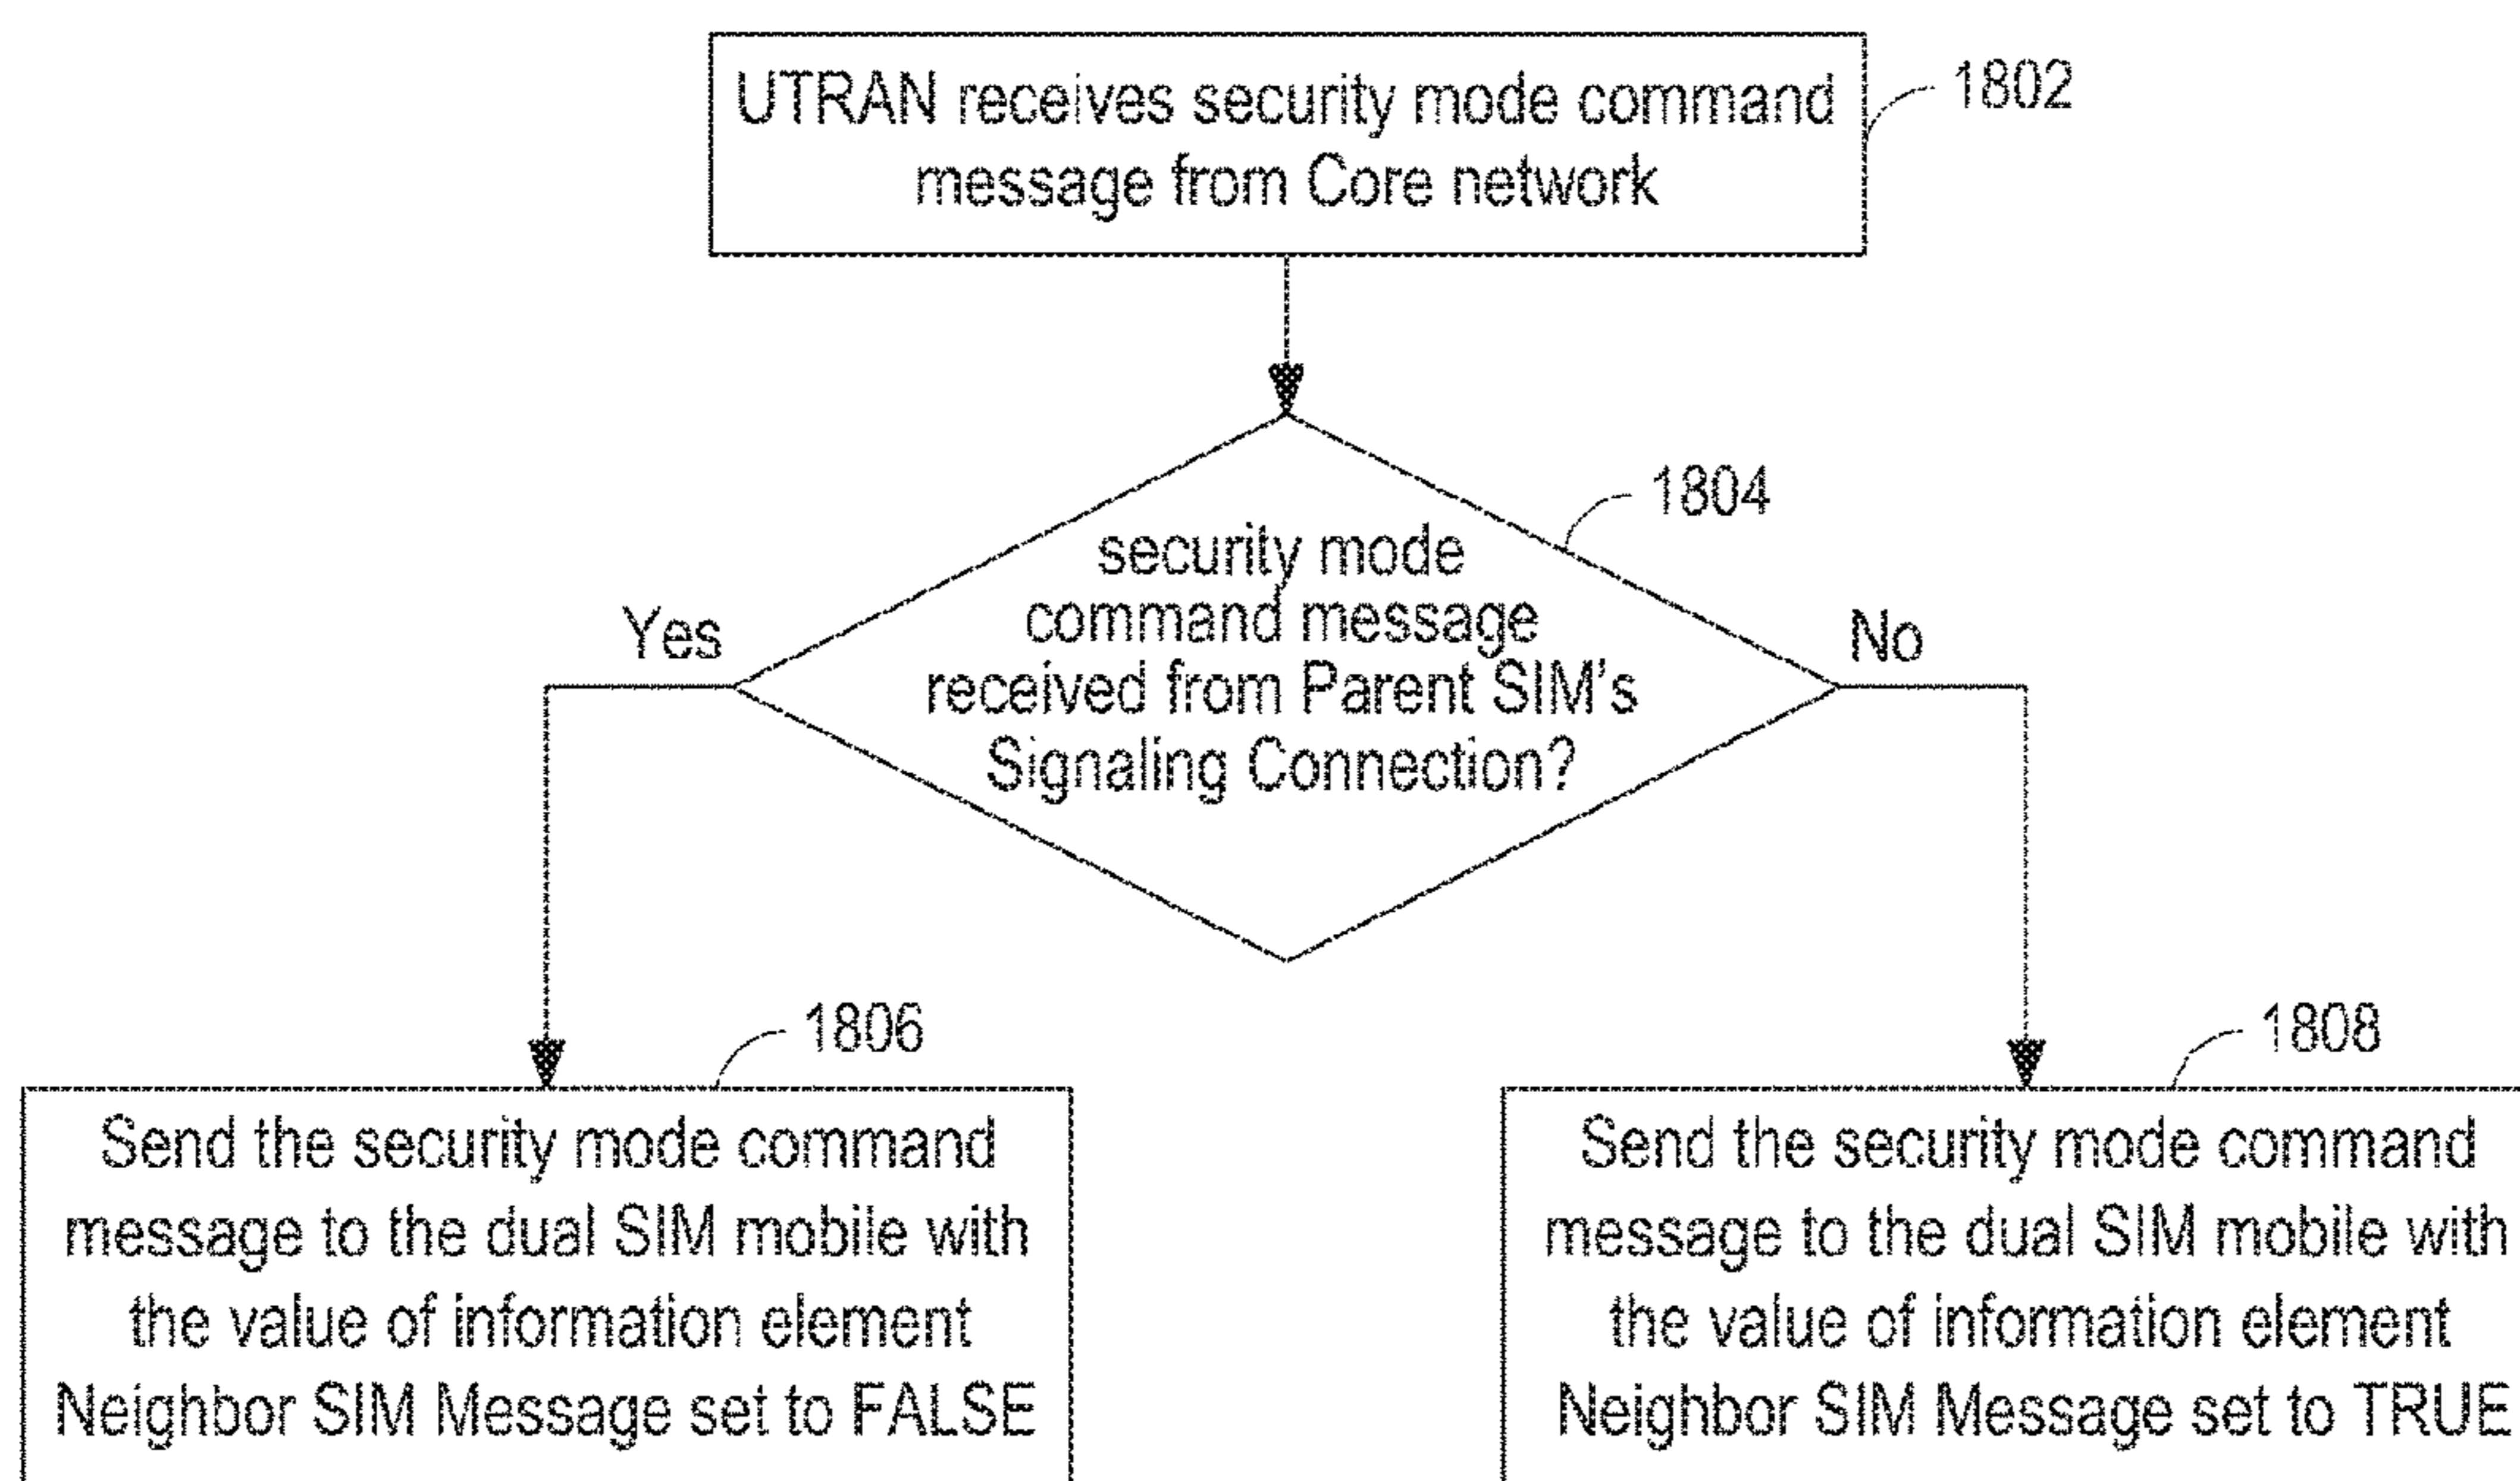 UTRAN receives security mode command
message from Core network
1802
1804
security mode
command message
received from Parent SIM's
Signaling Connection?
Yes
No
1806
Send the security mode command
message to the dual SIM mobile with
the value of information element
Neighbor SIM Message set to FALSE
1808
Send the security mode command
message to the dual SIM mobile with
the value of information element
Neighbor SIM Message set to TRUE